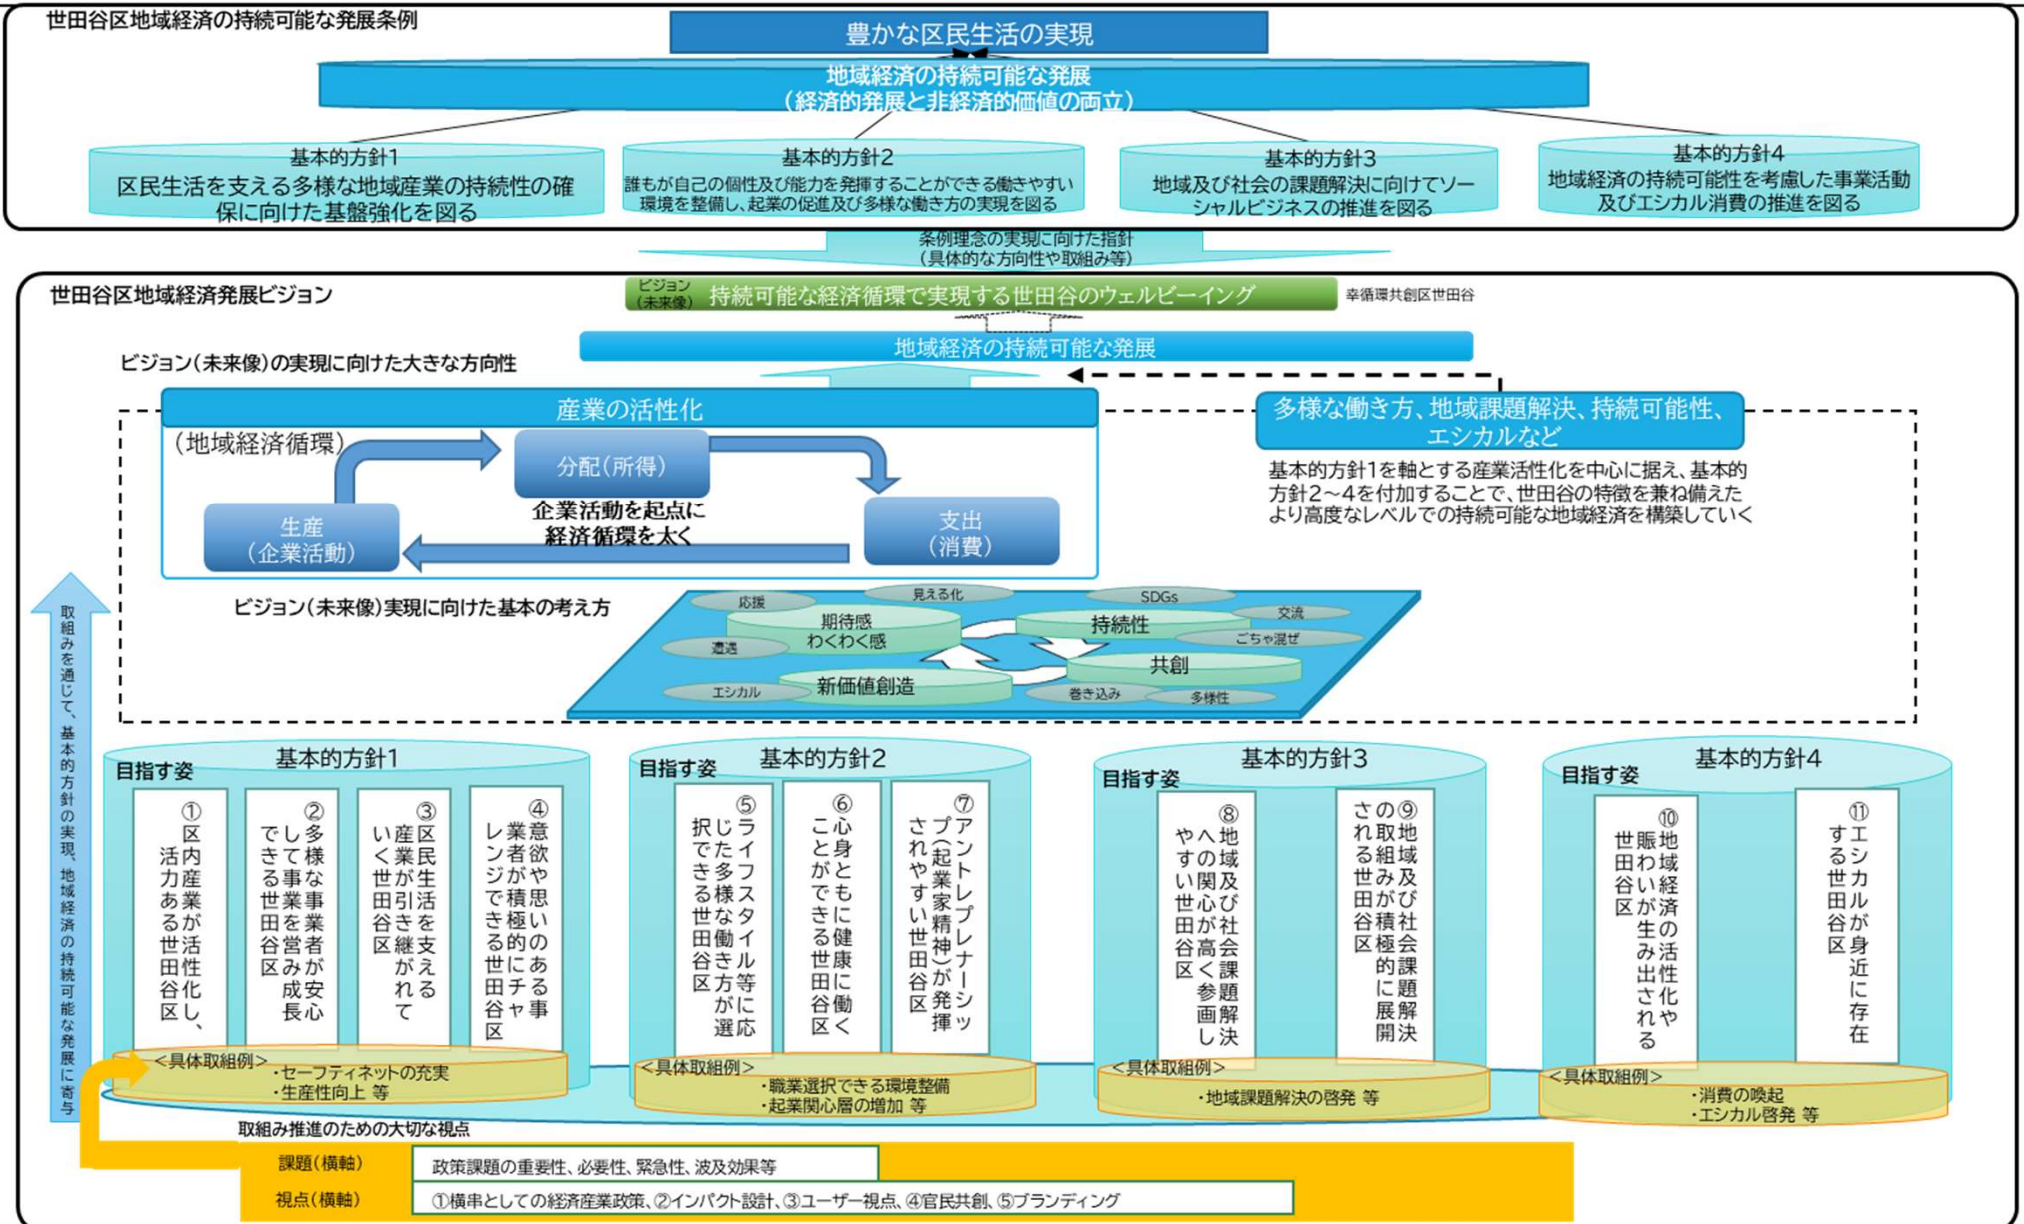 世田谷区地域経済の持続可能な発展条例
豊かな区民生活の実現
地域経済の持続可能な発展
（経済的発展と非経済的価値の両立）
基本的方針1
区民生活を支える多様な地域産業の持続性の確
保に向けた基盤強化を図る
基本的方針2
誰もが自己の個性及び能力を発揮することができる働きやすい
環境を整備し、起業の促進及び多様な働き方の実現を図る
基本的方針3
地域及び社会の課題解決に向けてソー
シャルビジネスの推進を図る
基本的方針4
地域経済の持続可能性を考慮した事業活動
及びエシカル消費の推進を図る
条例理念の実現に向けた指針
（具体的な方向性や取組み等）
世田谷区地域経済発展ビジョン
ビジョン
（未来像）
持続可能な経済循環で実現する世田谷のウェルビーイング
幸循環共創区世田谷
地域経済の持続可能な発展
ビジョン（未来像）の実現に向けた大きな方向性
産業の活性化
（地域経済循環）
分配（所得）
企業活動を起点に
経済循環を太く
生産
（企業活動）
支出
（消費）
多様な働き方、地域課題解決、持続可能性、
エシカルなど
基本的方針1を軸とする産業活性化を中心に据え、基本的
方針2～4を付加することで、世田谷の特徴を兼ね備えた
より高度なレベルでの持続可能な地域経済を構築していく
ビジョン（未来像）実現に向けた基本の考え方
応援
見える化
SDGs
交流
期待感
わくわく感
持続性
ごちゃ混ぜ
遭遇
共創
エシカル
新価値創造
巻き込み
多様性
取組みを通じて、基本的方針の実現、地域経済の持続可能な発展に寄与
基本的方針1
目指す姿
①区内産業が活性化し、
活力ある世田谷区
②多様な事業者が安心
して事業を営み成長
できる世田谷区
③区民生活を支える
産業が引き継がれて
いく世田谷区
④意欲や思いのある事
業者が積極的にチャ
レンジできる世田谷区
<具体取組例>
・セーフティネットの充実
・生産性向上 等
基本的方針2
目指す姿
⑤ライフスタイル等に応
じた多様な働き方が選
択できる世田谷区
⑥心身ともに健康に働く
ことができる世田谷区
⑦アントレプレナーシッ
プ（起業家精神）が発揮
されやすい世田谷区
<具体取組例>
・職業選択できる環境整備
・起業関心層の増加 等
基本的方針3
目指す姿
⑧地域及び社会課題解決
への関心が高く参画し
やすい世田谷区
⑨地域及び社会課題解決
の取組みが積極的に展開
される世田谷区
<具体取組例>
・地域課題解決の啓発 等
基本的方針4
目指す姿
⑩地域経済の活性化や
賑わいが生み出される
世田谷区
⑪エシカルが身近に存在
する世田谷区
<具体取組例>
・消費の喚起
・エシカル啓発 等
取組み推進のための大切な視点
課題（横軸）
政策課題の重要性、必要性、緊急性、波及効果等
視点（横軸）
①横串としての経済産業政策、②インパクト設計、③ユーザー視点、④官民共創、⑤ブランディング